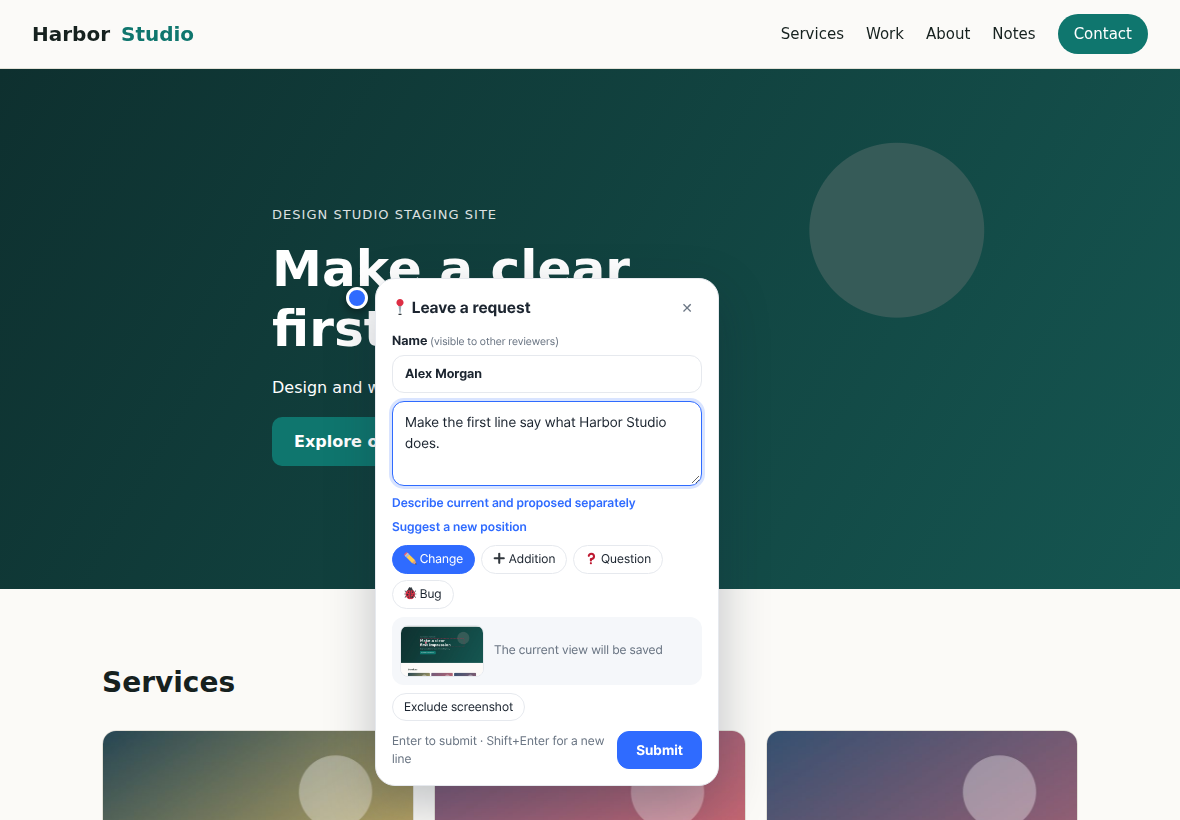 Harbor Studio
Services
Work
About
Notes
Contact
DESIGN STUDIO STAGING SITE
Make a clear
first
Design and w
Explore o
Leave a request
×
Name (visible to other reviewers)
Alex Morgan
Make the first line say what Harbor Studio
does.
Describe current and proposed separately
Suggest a new position
Change
Addition
Question
Bug
The current view will be saved
Exclude screenshot
Enter to submit · Shift+Enter for a new
line
Submit
Services